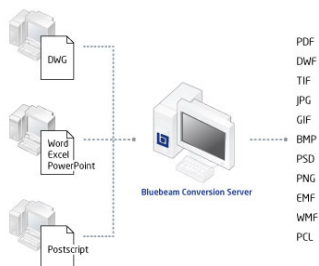 DWG
Word
Excel
PowerPoint
Postscript
Bluebeam Conversion Server
PDF
DWF
TIF
JPG
GIF
BMP
PSD
PNG
EMF
WMF
PCL